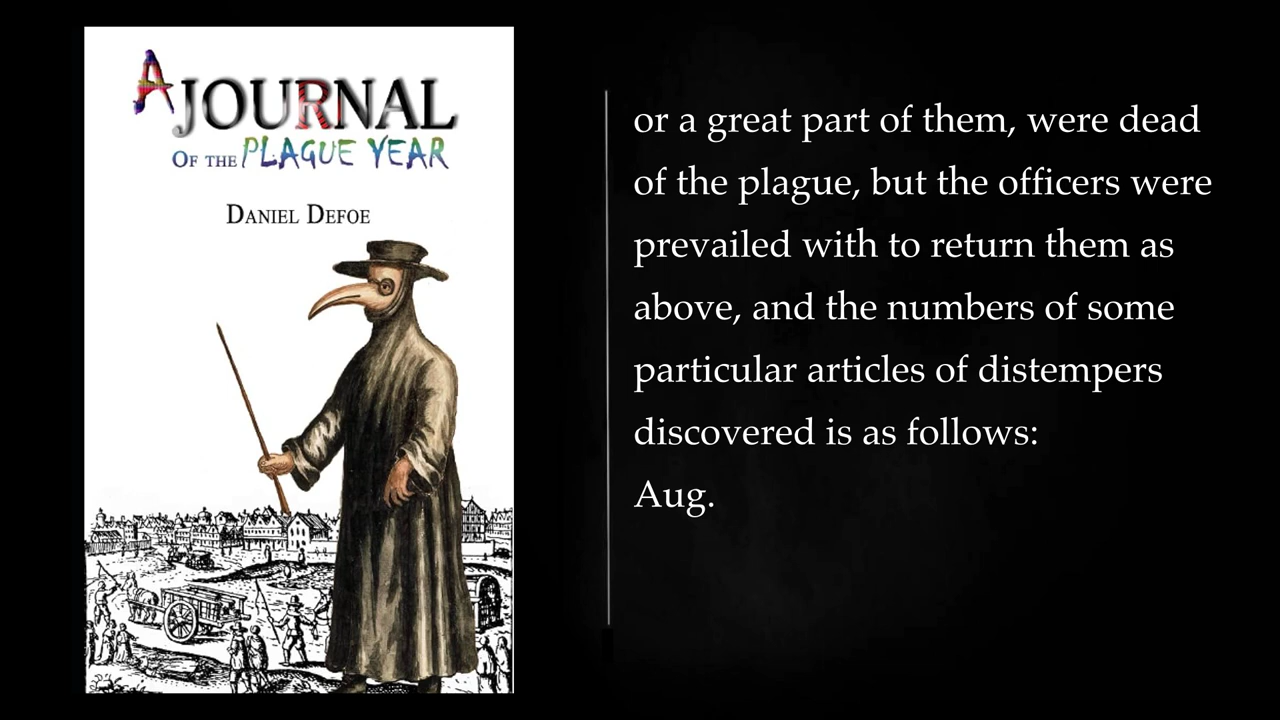 A JOURNAL
OF THE PLAGUE YEAR
DANIEL DEFOE
or a great part of them, were dead
of the plague, but the officers were
prevailed with to return them as
above, and the numbers of some
particular articles of distempers
discovered is as follows:
Aug.